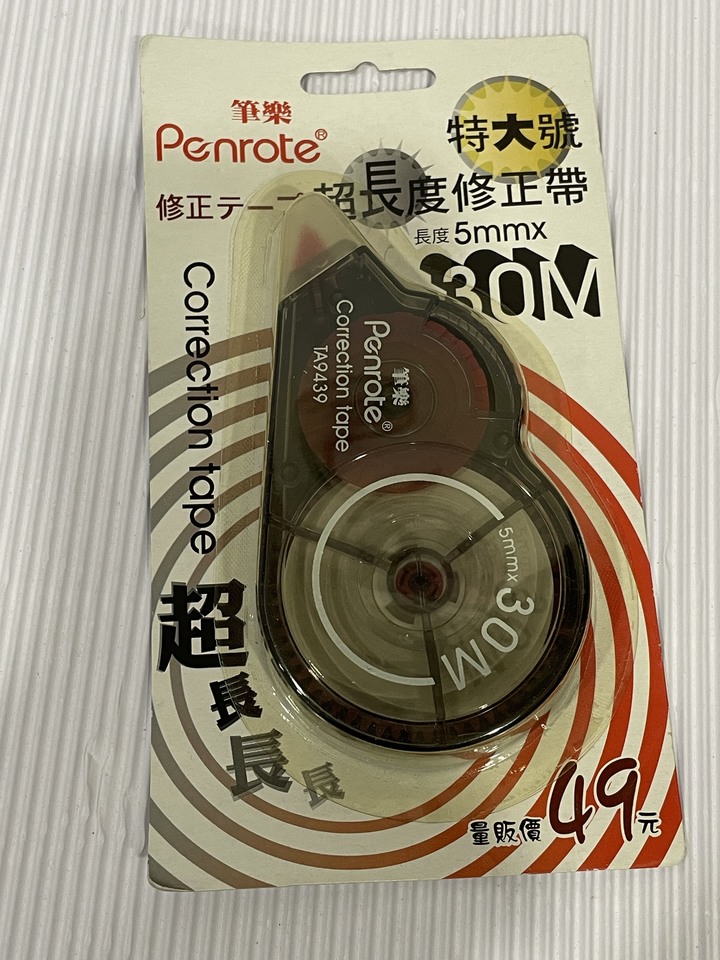 筆樂
Penrote®
特大號
修正テープ
超長度修正帶
長度 5mmx
30M
Correction tape
筆樂
Penrote®
Correction tape
TA9439
5mmx 30M
超長長長
量販價49元